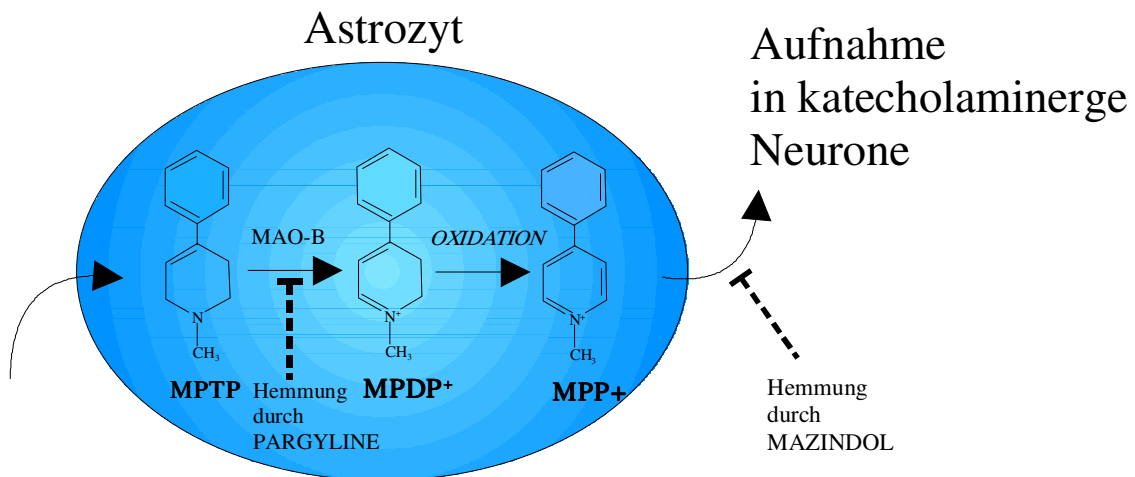 Astrozyt
Aufnahme
in katecholaminerge
Neurone
MAO-B
OXIDATION
N
N⁺
N⁺
CH₃
CH₃
CH₃
MPTP
MPDP⁺
MPP+
Hemmung
durch
PARGYLINE
Hemmung
durch
MAZINDOL